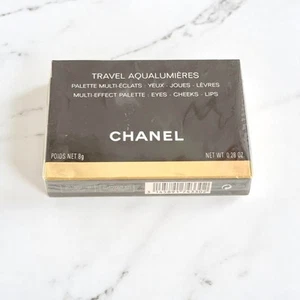 TRAVEL AQUALUMIÈRES
PALETTE MULTI-ÉCLATS : YEUX · JOUES · LÈVRES
MULTI-EFFECT PALETTE : EYES · CHEEKS · LIPS
CHANEL
POIDS NET 8g NET WT. 0.28 OZ.